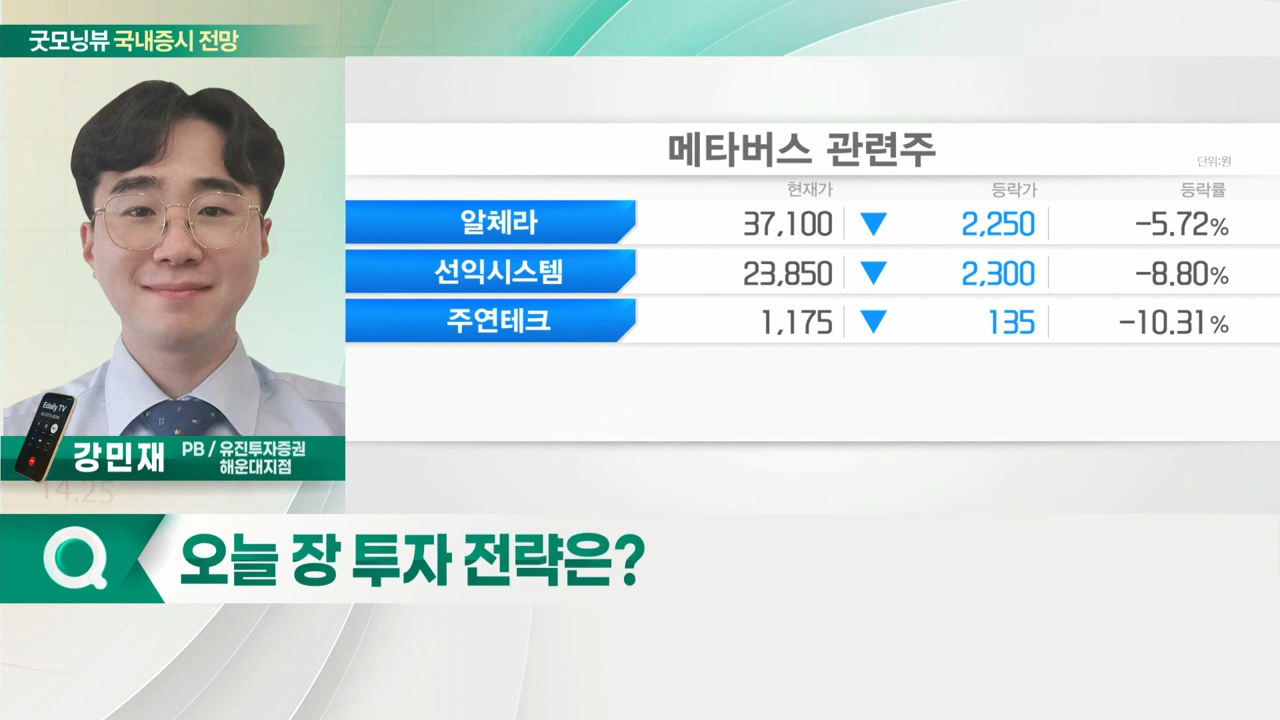 굿모닝뷰 국내증시 전망
메타버스 관련주
단위:원
현재가 등락가 등락률
알체라 37,100 ▼ 2,250 -5.72%
선익시스템 23,850 ▼ 2,300 -8.80%
주연테크 1,175 ▼ 135 -10.31%
Edaily TV
강민재 PB / 유진투자증권
해운대지점
14.25
오늘 장 투자 전략은?